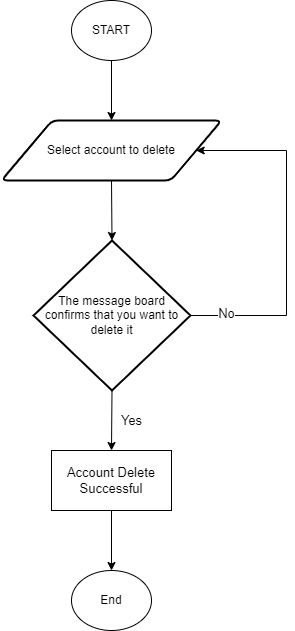 START
Select account to delete
The message board
confirms that you want to
delete it
No
Yes
Account Delete
Successful
End